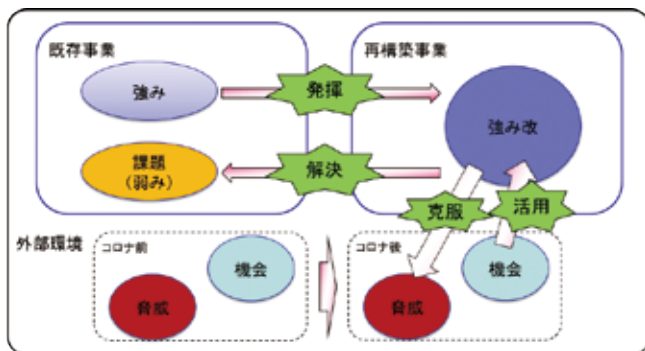 既存事業
再構築事業
強み
発揮
強み改
課題
(弱み)
解決
克服
活用
外部環境
コロナ前
コロナ後
機会
機会
脅威
脅威